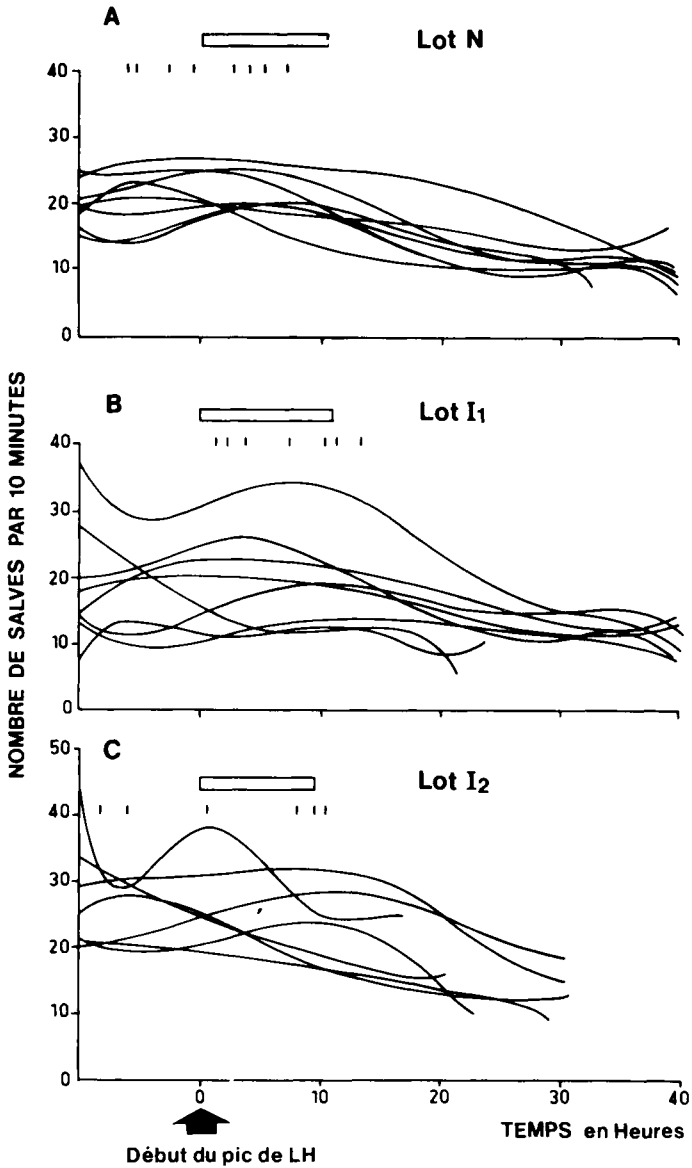 A
Lot N
40
30
20
10
0
B
Lot I1
40
30
20
10
0
C
Lot I2
50
40
30
20
10
0
0
10
20
30
40
NOMBRE DE SALVES PAR 10 MINUTES
TEMPS en Heures
Début du pic de LH